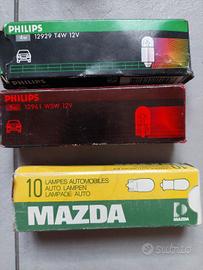 PHILIPS
12929 T4W 12V
PHILIPS
12961 W5W 12V
10
LAMPES AUTOMOBILES
AUTO LAMPEN
LAMPADE AUTO
MAZDA
Subito